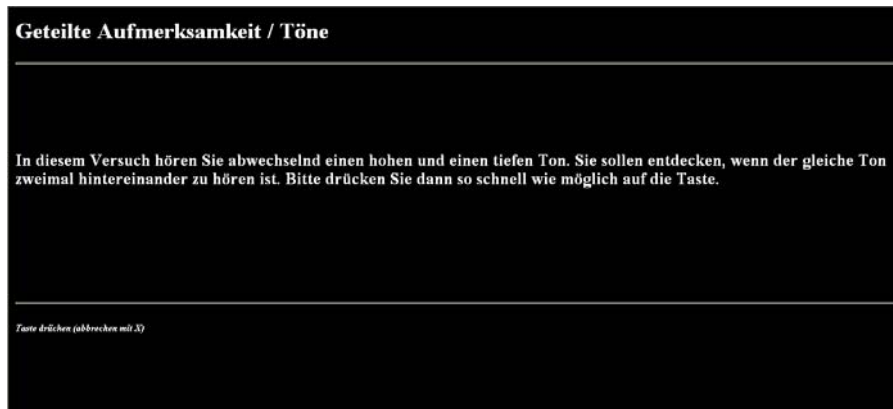 Geteilte Aufmerksamkeit / Töne
In diesem Versuch hören Sie abwechselnd einen hohen und einen tiefen Ton. Sie sollen entdecken, wenn der gleiche Ton
zweimal hintereinander zu hören ist. Bitte drücken Sie dann so schnell wie möglich auf die Taste.
Taste drücken (abbrechen mit X)